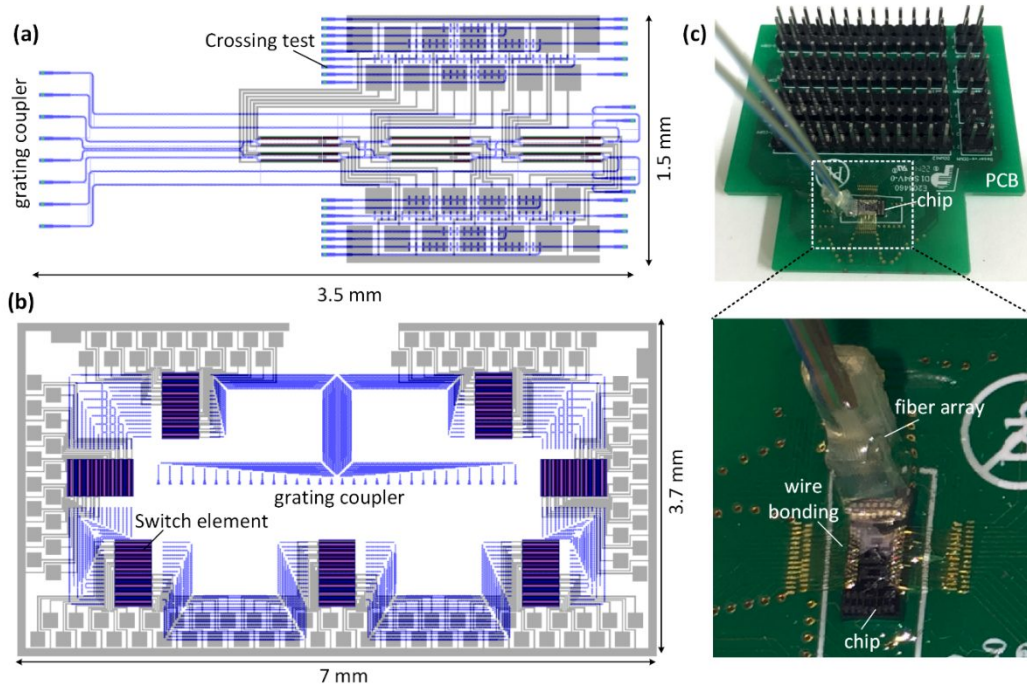 (a)
Crossing test
grating coupler
1.5 mm
3.5 mm
(b)
grating coupler
Switch element
3.7 mm
7 mm
(c)
PCB
chip
fiber array
wire
bonding
chip